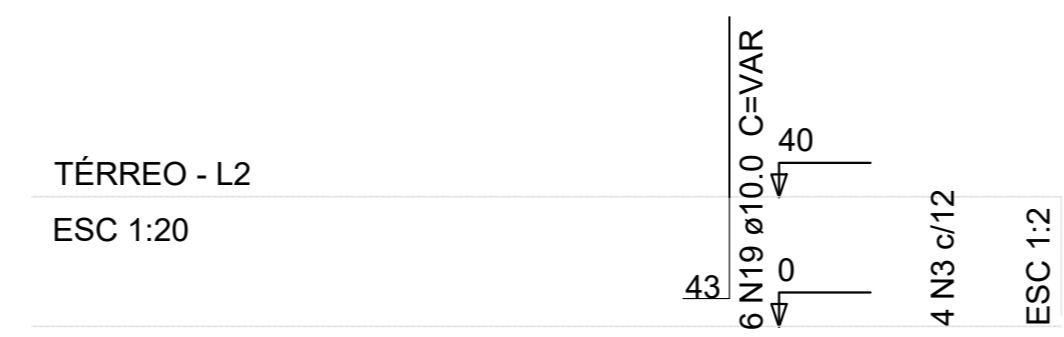 TÉRREO - L2
ESC 1:20
43
6 N19 ø10.0 C=VAR
40
0
4 N3 c/12
ESC 1:2